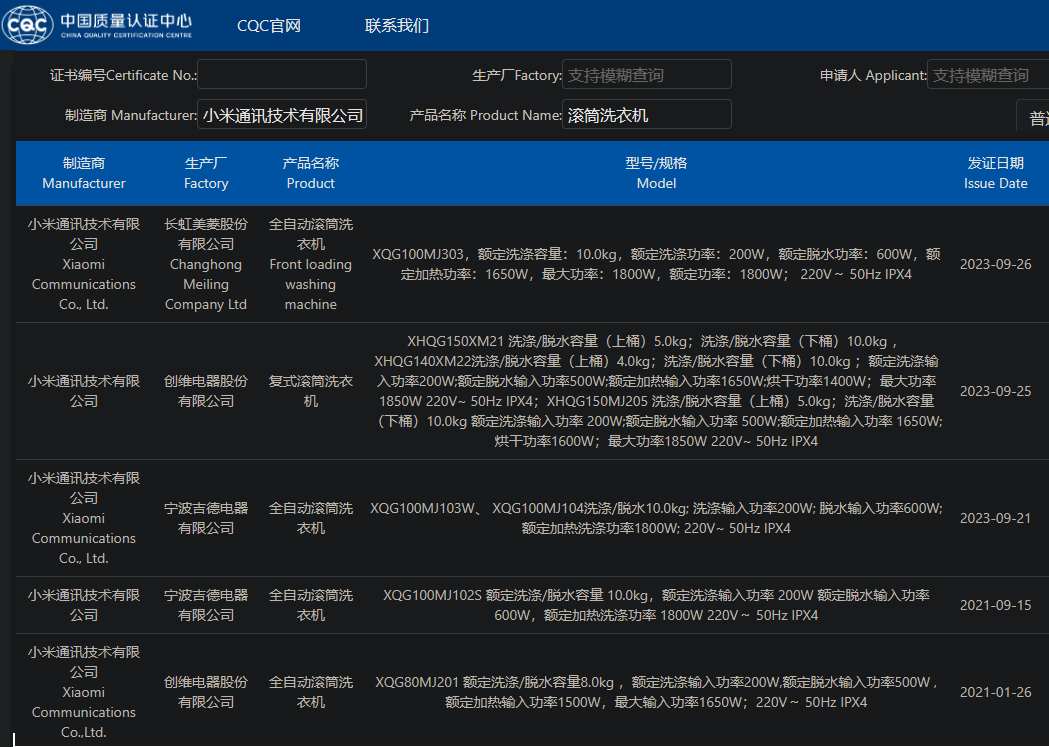 CQC 中国质量认证中心 CQC官网 联系我们
CHINA QUALITY CERTIFICATION CENTRE
证书编号Certificate No.: 生产厂Factory: 支持模糊查询 申请人 Applicant: 支持模糊查询
制造商 Manufacturer: 小米通讯技术有限公司 产品名称 Product Name: 滚筒洗衣机
制造商 生产厂 产品名称 型号/规格 发证日期
Manufacturer Factory Product Model Issue Date
小米通讯技术有限
公司
Xiaomi
Communications
Co., Ltd.
长虹美菱股份
有限公司
Changhong
Meiling
Company Ltd
全自动滚筒洗
衣机
Front loading
washing
machine
XQG100MJ303，额定洗涤容量：10.0kg，额定洗涤功率：200W，额定脱水功率：600W，额
定加热功率：1650W，最大功率：1800W，额定功率：1800W； 220V～ 50Hz IPX4
2023-09-26
小米通讯技术有限
公司
创维电器股份
有限公司
复式滚筒洗衣
机
XHQG150XM21 洗涤/脱水容量（上桶）5.0kg；洗涤/脱水容量（下桶）10.0kg ，
XHQG140XM22洗涤/脱水容量（上桶）4.0kg；洗涤/脱水容量（下桶）10.0kg ；额定洗涤输
入功率200W;额定脱水输入功率500W;额定加热输入功率1650W;烘干功率1400W；最大功率
1850W 220V~ 50Hz IPX4；XHQG150MJ205 洗涤/脱水容量（上桶）5.0kg；洗涤/脱水容量
（下桶）10.0kg 额定洗涤输入功率 200W;额定脱水输入功率 500W;额定加热输入功率 1650W;
烘干功率1600W；最大功率1850W 220V~ 50Hz IPX4
2023-09-25
小米通讯技术有限
公司
Xiaomi
Communications
Co., Ltd.
宁波吉德电器
有限公司
全自动滚筒洗
衣机
XQG100MJ103W、 XQG100MJ104洗涤/脱水10.0kg; 洗涤输入功率200W; 脱水输入功率600W;
额定加热洗涤功率1800W; 220V~ 50Hz IPX4
2023-09-21
小米通讯技术有限
公司
宁波吉德电器
有限公司
全自动滚筒洗
衣机
XQG100MJ102S 额定洗涤/脱水容量 10.0kg，额定洗涤输入功率 200W 额定脱水输入功率
600W，额定加热洗涤功率 1800W 220V～ 50Hz IPX4
2021-09-15
小米通讯技术有限
公司
Xiaomi
Communications
Co.,Ltd.
创维电器股份
有限公司
全自动滚筒洗
衣机
XQG80MJ201 额定洗涤/脱水容量8.0kg ，额定洗涤输入功率200W,额定脱水输入功率500W ,
额定加热输入功率1500W，最大输入功率1650W；220V～ 50Hz IPX4
2021-01-26